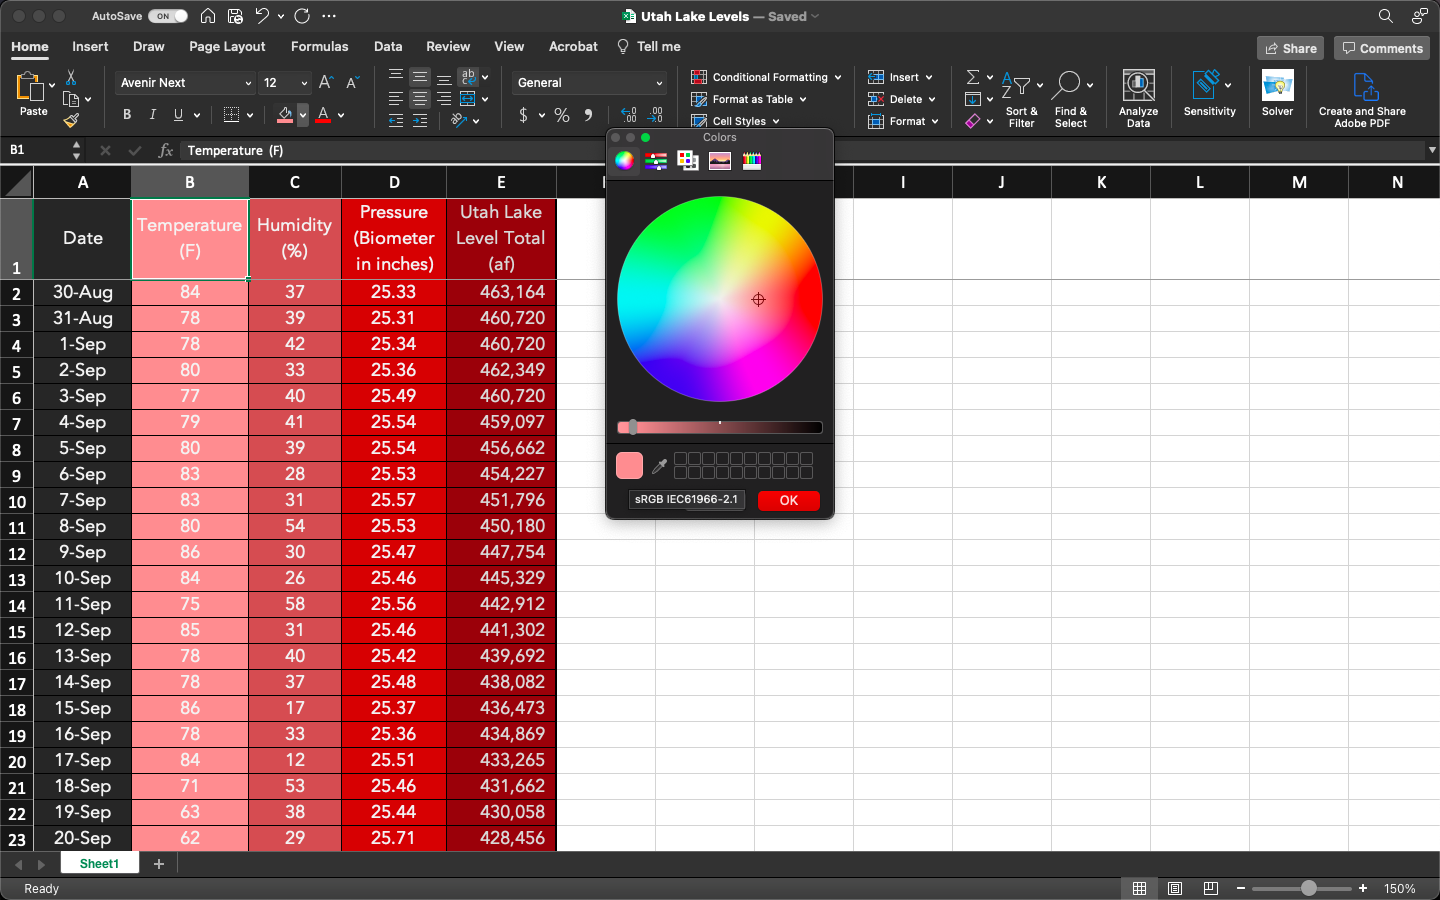 AutoSave ON Utah Lake Levels — Saved
Home Insert Draw Page Layout Formulas Data Review View Acrobat Tell me Share Comments
Paste
Avenir Next 12
B I U A
ab c
General
$ % 9
Conditional Formatting
Format as Table
Cell Styles
Insert
Delete
Format
Sort & Filter
Find & Select
Analyze Data
Sensitivity
Solver
Create and Share Adobe PDF
B1 fx Temperature (F)
Colors
sRGB IEC61966-2.1 OK
A B C D E I J K L M N
1 Date Temperature (F) Humidity (%) Pressure (Biometer in inches) Utah Lake Level Total (af)
2 30-Aug 84 37 25.33 463,164
3 31-Aug 78 39 25.31 460,720
4 1-Sep 78 42 25.34 460,720
5 2-Sep 80 33 25.36 462,349
6 3-Sep 77 40 25.49 460,720
7 4-Sep 79 41 25.54 459,097
8 5-Sep 80 39 25.54 456,662
9 6-Sep 83 28 25.53 454,227
10 7-Sep 83 31 25.57 451,796
11 8-Sep 80 54 25.53 450,180
12 9-Sep 86 30 25.47 447,754
13 10-Sep 84 26 25.46 445,329
14 11-Sep 75 58 25.56 442,912
15 12-Sep 85 31 25.46 441,302
16 13-Sep 78 40 25.42 439,692
17 14-Sep 78 37 25.48 438,082
18 15-Sep 86 17 25.37 436,473
19 16-Sep 78 33 25.36 434,869
20 17-Sep 84 12 25.51 433,265
21 18-Sep 71 53 25.46 431,662
22 19-Sep 63 38 25.44 430,058
23 20-Sep 62 29 25.71 428,456
Sheet1 +
Ready 150%